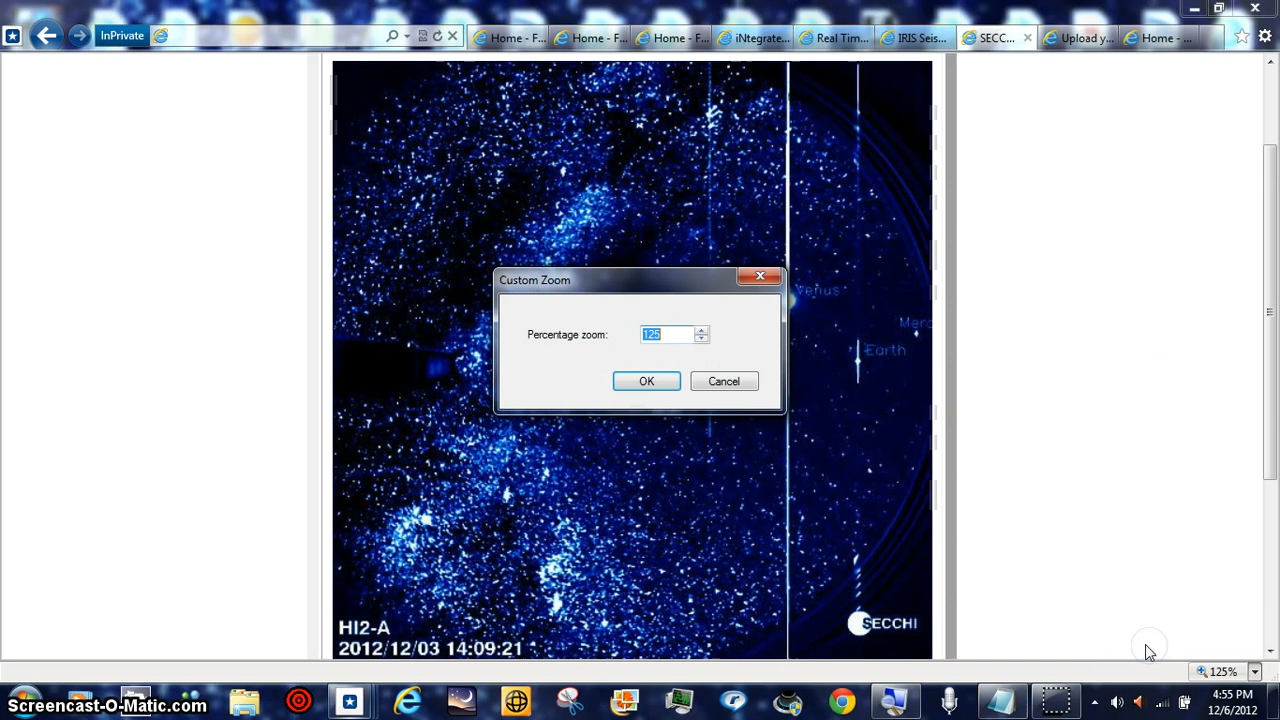 InPrivate
Home - F...
Home - F...
Home - F...
iNtegrate...
Real Tim...
IRIS Seis...
SECC...
Upload y...
Home - ...
Venus
Merc
Earth
Custom Zoom
Percentage zoom:
125
OK
Cancel
HI2-A
2012/12/03 14:09:21
SECCHI
125%
Screencast-O-Matic.com
4:55 PM
12/6/2012